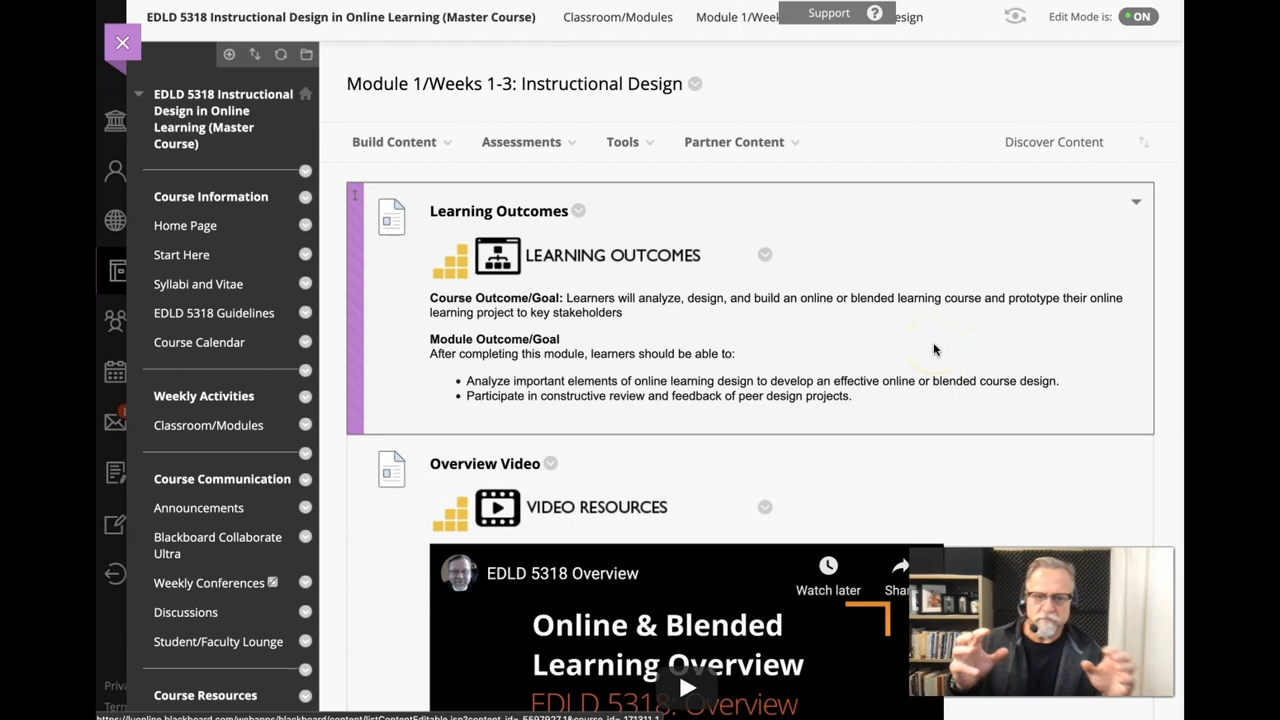 EDLD 5318 Instructional Design in Online Learning (Master Course)
Classroom/Modules
Module 1/Week
Support
?
esign
Edit Mode is:
ON
EDLD 5318 Instructional
Design in Online
Learning (Master
Course)
Course Information
Home Page
Start Here
Syllabi and Vitae
EDLD 5318 Guidelines
Course Calendar
Weekly Activities
Classroom/Modules
Course Communication
Announcements
Blackboard Collaborate
Ultra
Weekly Conferences
Discussions
Student/Faculty Lounge
Course Resources
Priva
Term
Module 1/Weeks 1-3: Instructional Design
Build Content
Assessments
Tools
Partner Content
Discover Content
Learning Outcomes
LEARNING OUTCOMES
Course Outcome/Goal: Learners will analyze, design, and build an online or blended learning course and prototype their online
learning project to key stakeholders
Module Outcome/Goal
After completing this module, learners should be able to:
• Analyze important elements of online learning design to develop an effective online or blended course design.
• Participate in constructive review and feedback of peer design projects.
Overview Video
VIDEO RESOURCES
EDLD 5318 Overview
Watch later
Shar
Online & Blended
Learning Overview
EDLD 5318: Overview